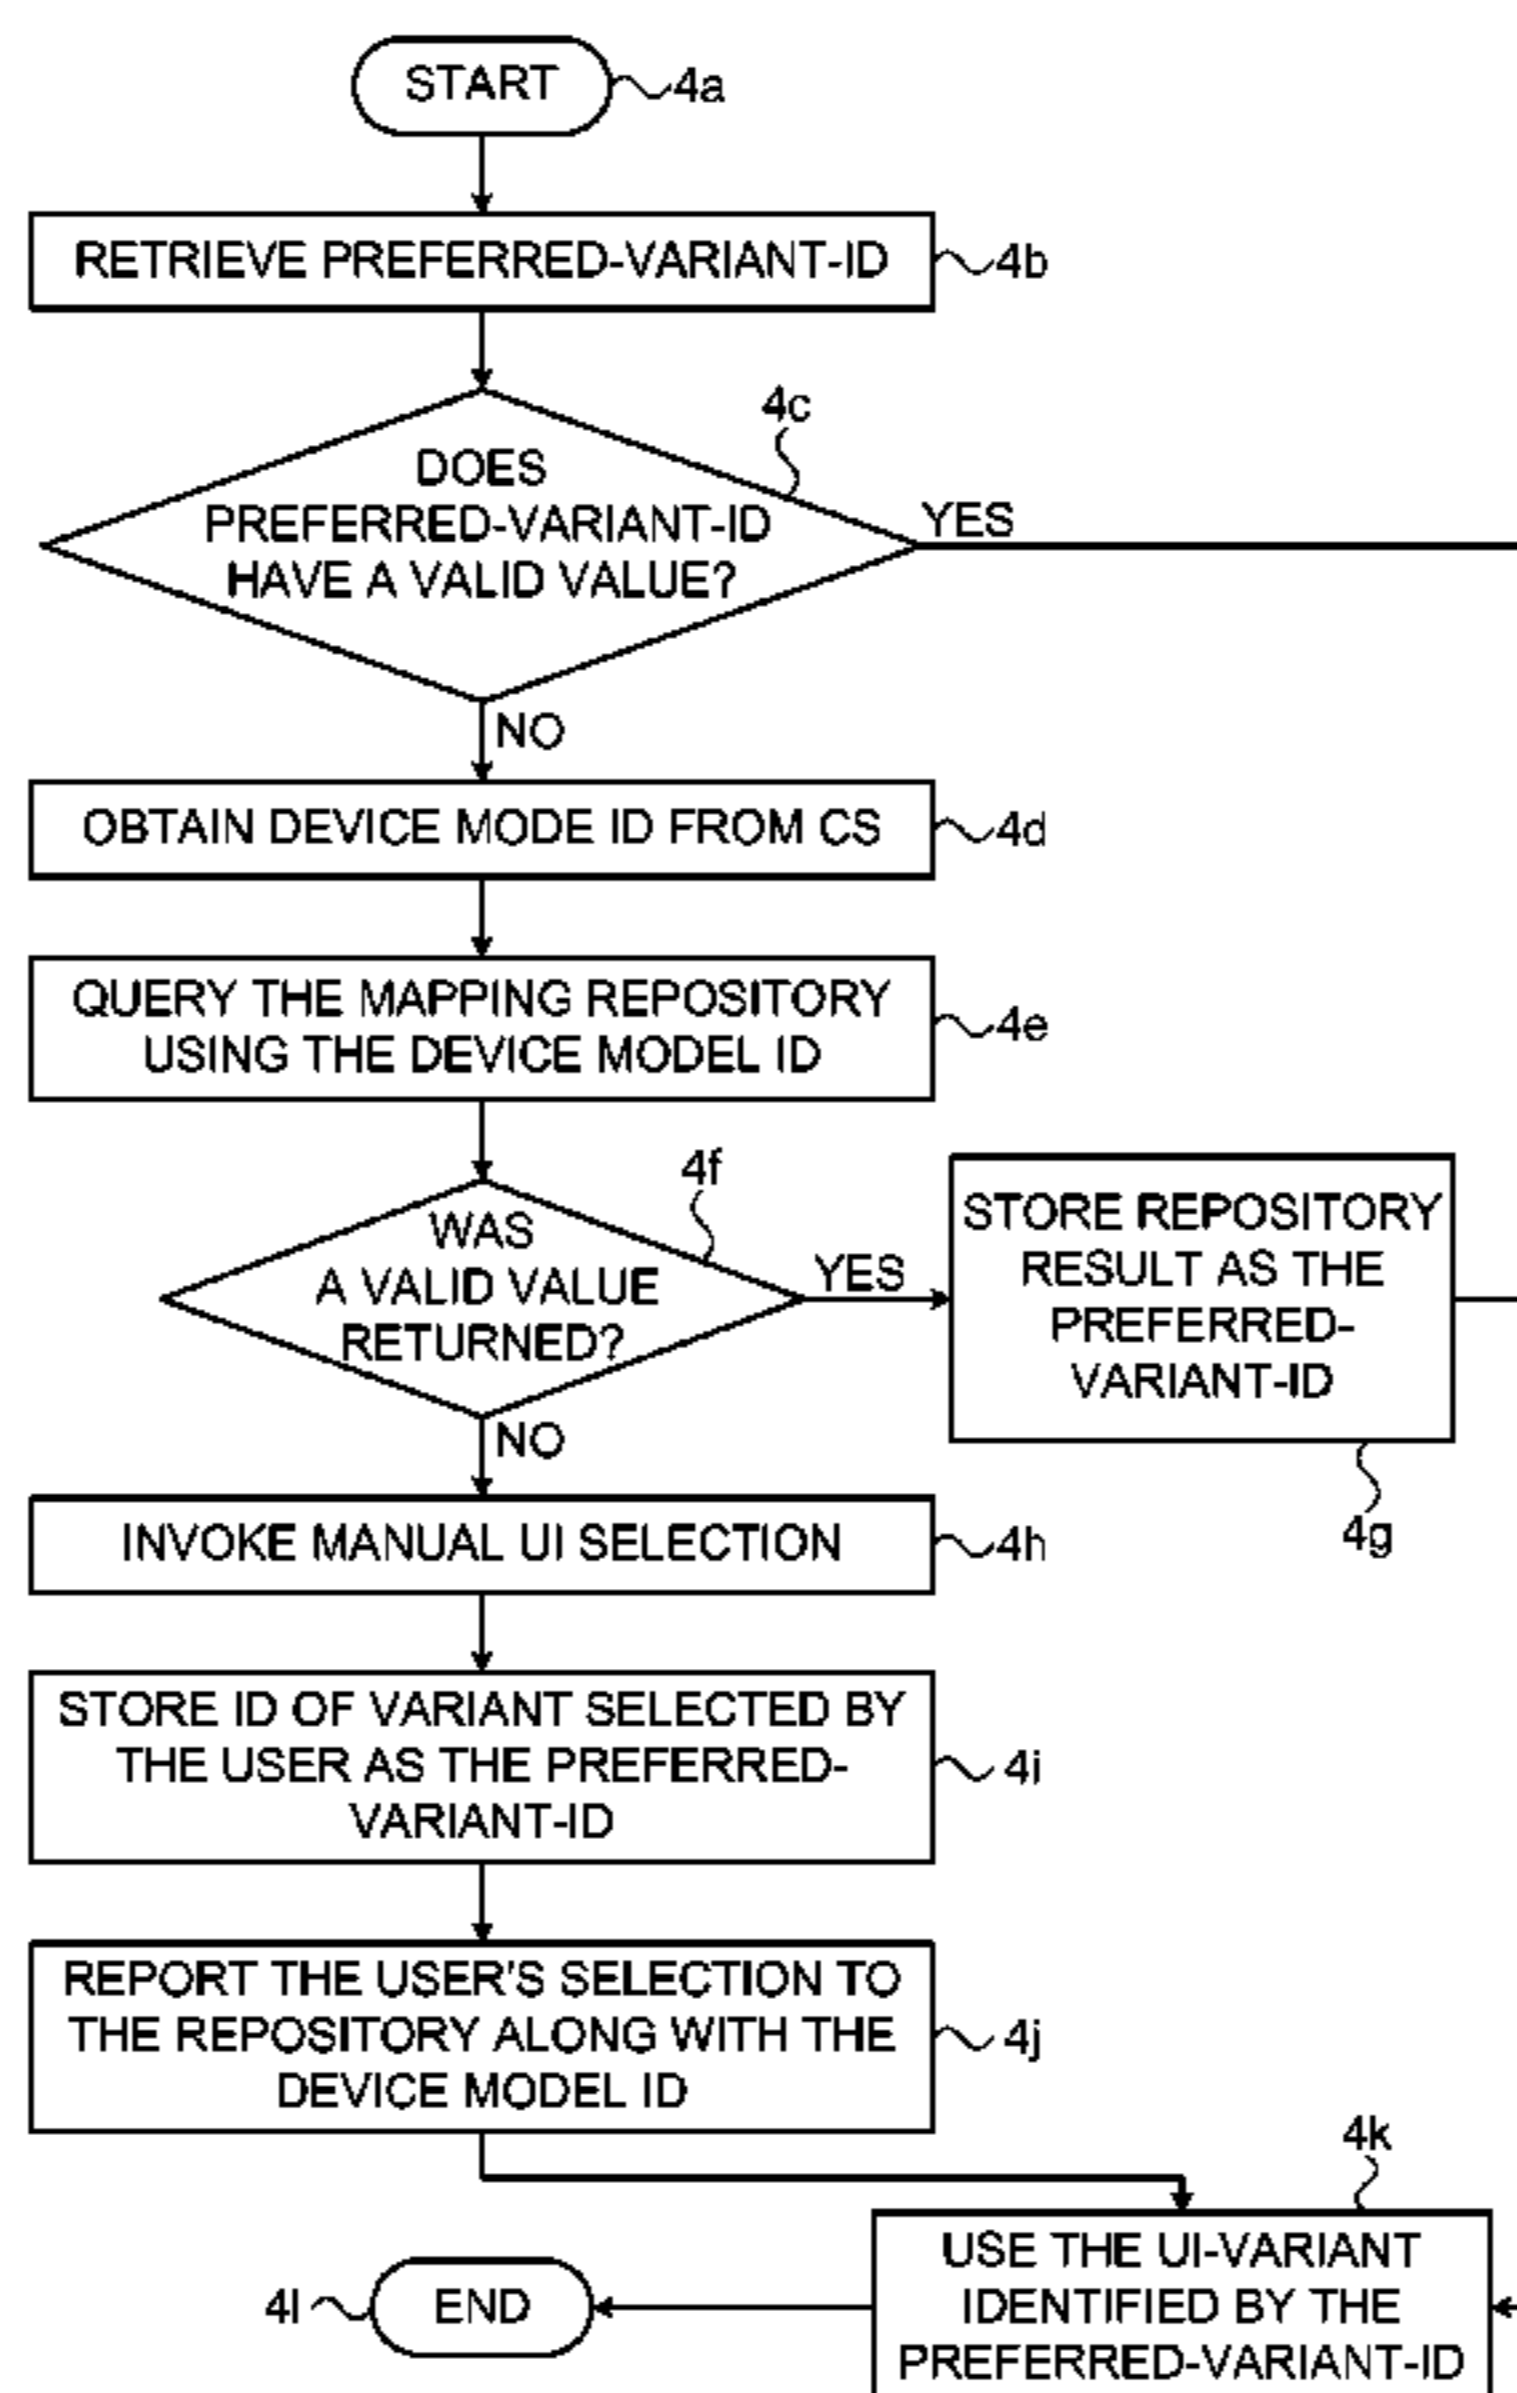 START
4a
RETRIEVE PREFERRED-VARIANT-ID
4b
4c
DOES
PREFERRED-VARIANT-ID
HAVE A VALID VALUE?
YES
NO
OBTAIN DEVICE MODE ID FROM CS
4d
QUERY THE MAPPING REPOSITORY
USING THE DEVICE MODEL ID
4e
4f
WAS
A VALID VALUE
RETURNED?
YES
STORE REPOSITORY
RESULT AS THE
PREFERRED-
VARIANT-ID
4g
NO
INVOKE MANUAL UI SELECTION
4h
STORE ID OF VARIANT SELECTED BY
THE USER AS THE PREFERRED-
VARIANT-ID
4i
REPORT THE USER'S SELECTION TO
THE REPOSITORY ALONG WITH THE
DEVICE MODEL ID
4j
4k
USE THE UI-VARIANT
IDENTIFIED BY THE
PREFERRED-VARIANT-ID
4l
END